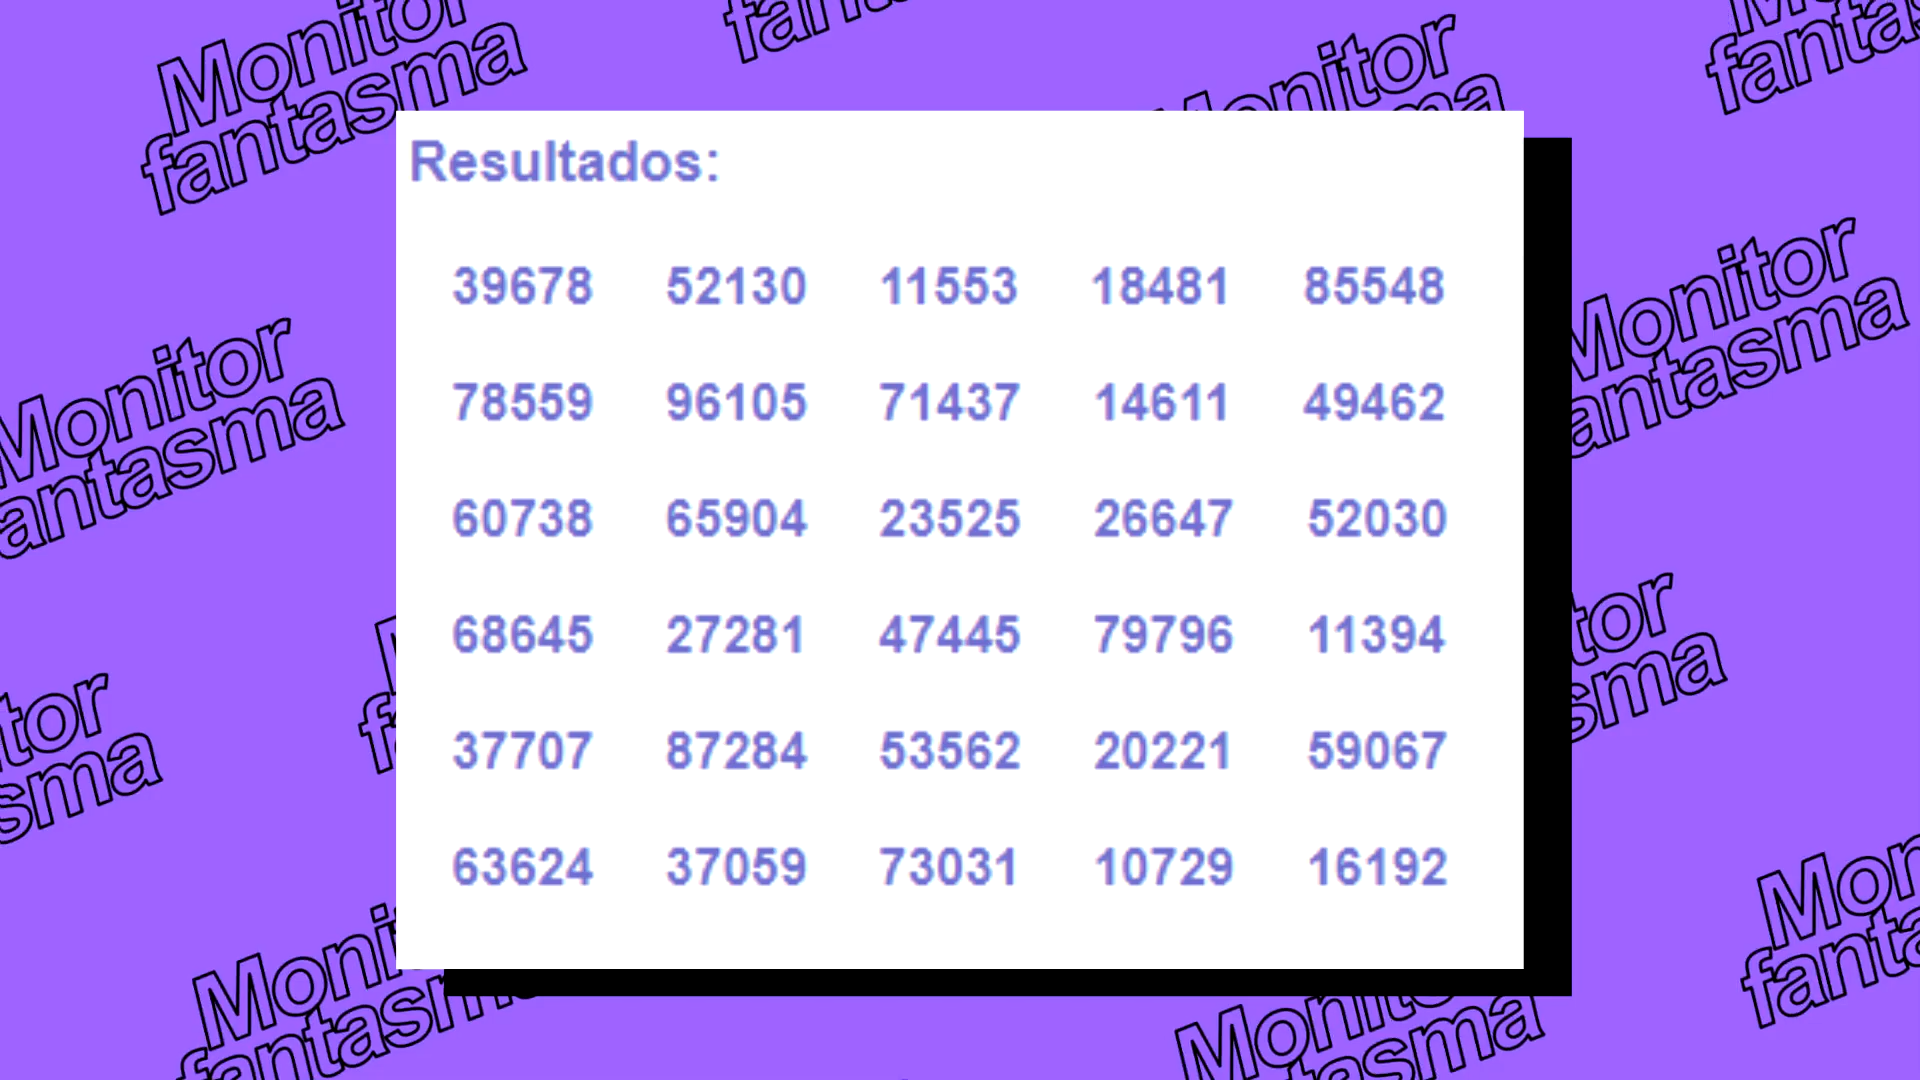 Monitor
fantasma
Monitor
fantasma
Monitor
fantasma
Resultados:
39678 52130 11553 18481 85548
78559 96105 71437 14611 49462
60738 65904 23525 26647 52030
68645 27281 47445 79796 11394
37707 87284 53562 20221 59067
63624 37059 73031 10729 16192